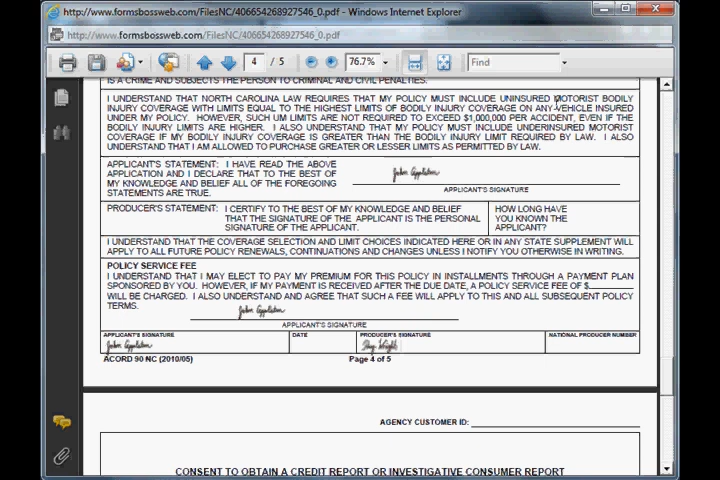 http://www.formsbossweb.com/FilesNC/406654268927546_0.pdf - Windows Internet Explorer
http://www.formsbossweb.com/FilesNC/406654268927546_0.pdf
4 / 5 76.7% Find
IS A CRIME AND SUBJECTS THE PERSON TO CRIMINAL AND CIVIL PENALTIES.
I UNDERSTAND THAT NORTH CAROLINA LAW REQUIRES THAT MY POLICY MUST INCLUDE UNINSURED MOTORIST BODILY
INJURY COVERAGE WITH LIMITS EQUAL TO THE HIGHEST LIMITS OF BODILY INJURY COVERAGE ON ANY VEHICLE INSURED
UNDER MY POLICY. HOWEVER, SUCH UM LIMITS ARE NOT REQUIRED TO EXCEED $1,000,000 PER ACCIDENT, EVEN IF THE
BODILY INJURY LIMITS ARE HIGHER. I ALSO UNDERSTAND THAT MY POLICY MUST INCLUDE UNDERINSURED MOTORIST
COVERAGE IF MY BODILY INJURY COVERAGE IS GREATER THAN THE BODILY INJURY LIMIT REQUIRED BY LAW. I ALSO
UNDERSTAND THAT I AM ALLOWED TO PURCHASE GREATER OR LESSER LIMITS AS PERMITTED BY LAW.
APPLICANT'S STATEMENT: I HAVE READ THE ABOVE
APPLICATION AND I DECLARE THAT TO THE BEST OF
MY KNOWLEDGE AND BELIEF ALL OF THE FOREGOING
STATEMENTS ARE TRUE.
John Appleton
APPLICANT'S SIGNATURE
PRODUCER'S STATEMENT: I CERTIFY TO THE BEST OF MY KNOWLEDGE AND BELIEF
THAT THE SIGNATURE OF THE APPLICANT IS THE PERSONAL
SIGNATURE OF THE APPLICANT.
HOW LONG HAVE
YOU KNOWN THE
APPLICANT?
I UNDERSTAND THAT THE COVERAGE SELECTION AND LIMIT CHOICES INDICATED HERE OR IN ANY STATE SUPPLEMENT WILL
APPLY TO ALL FUTURE POLICY RENEWALS, CONTINUATIONS AND CHANGES UNLESS I NOTIFY YOU OTHERWISE IN WRITING.
POLICY SERVICE FEE
I UNDERSTAND THAT I MAY ELECT TO PAY MY PREMIUM FOR THIS POLICY IN INSTALLMENTS THROUGH A PAYMENT PLAN
SPONSORED BY YOU. HOWEVER, IF MY PAYMENT IS RECEIVED AFTER THE DUE DATE, A POLICY SERVICE FEE OF $
WILL BE CHARGED. I ALSO UNDERSTAND AND AGREE THAT SUCH A FEE WILL APPLY TO THIS AND ALL SUBSEQUENT POLICY
TERMS.
John Appleton
APPLICANT'S SIGNATURE
APPLICANT'S SIGNATURE DATE PRODUCER'S SIGNATURE NATIONAL PRODUCER NUMBER
John Appleton Wright
ACORD 90 NC (2010/05) Page 4 of 5
AGENCY CUSTOMER ID:
CONSENT TO OBTAIN A CREDIT REPORT OR INVESTIGATIVE CONSUMER REPORT